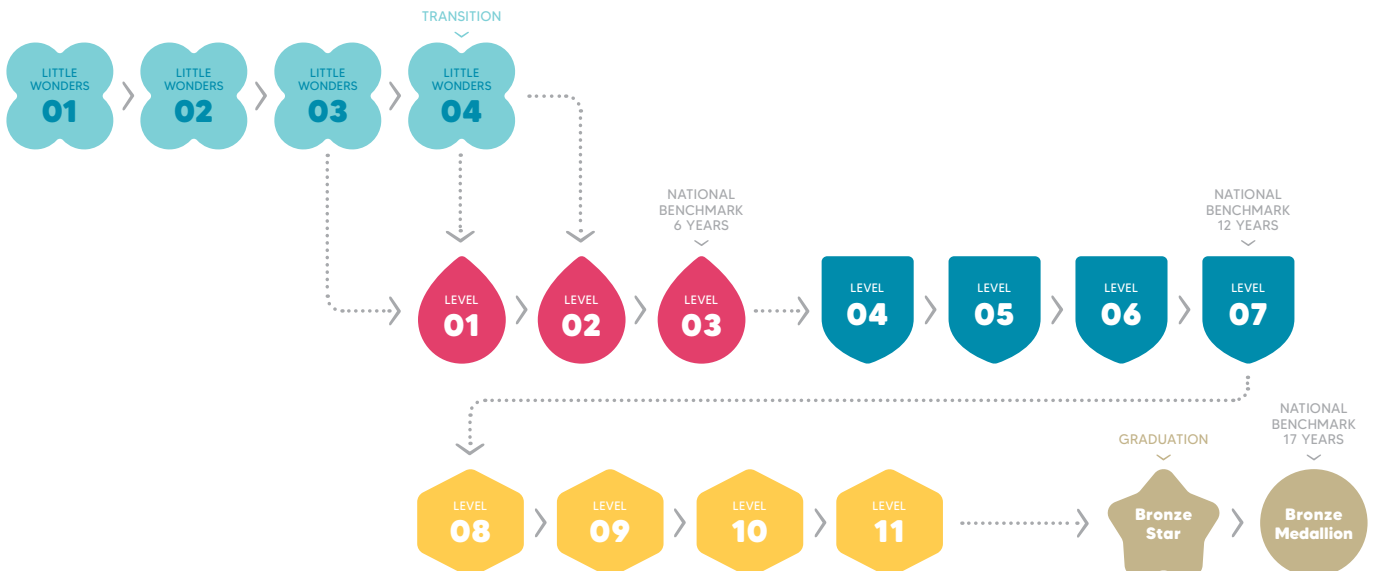 TRANSITION
LITTLE
WONDERS
01
LITTLE
WONDERS
02
LITTLE
WONDERS
03
LITTLE
WONDERS
04
NATIONAL
BENCHMARK
6 YEARS
NATIONAL
BENCHMARK
12 YEARS
LEVEL
01
LEVEL
02
LEVEL
03
LEVEL
04
LEVEL
05
LEVEL
06
LEVEL
07
GRADUATION
NATIONAL
BENCHMARK
17 YEARS
LEVEL
08
LEVEL
09
LEVEL
10
LEVEL
11
Bronze
Star
Bronze
Medallion